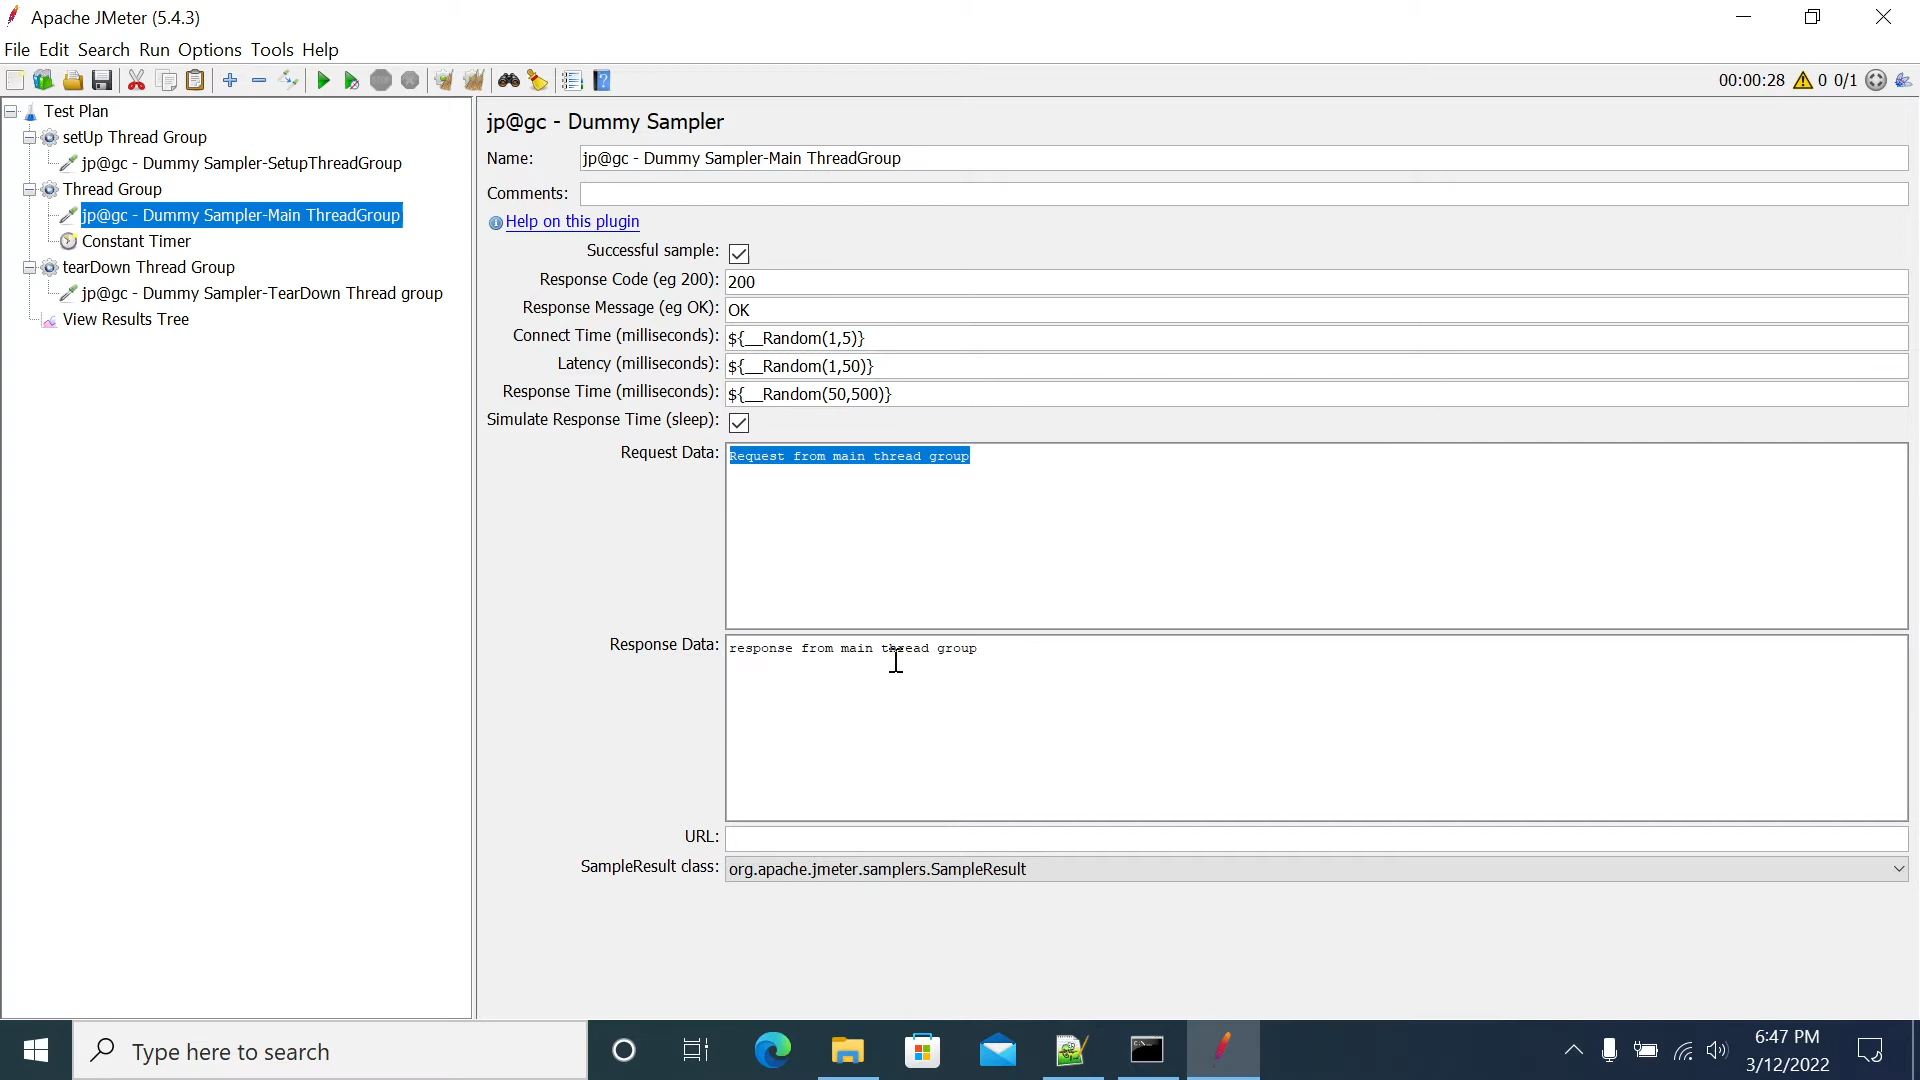 Apache JMeter (5.4.3)
File Edit Search Run Options Tools Help
00:00:28 0 0/1
Test Plan
setUp Thread Group
jp@gc - Dummy Sampler-SetupThreadGroup
Thread Group
jp@gc - Dummy Sampler-Main ThreadGroup
Constant Timer
tearDown Thread Group
jp@gc - Dummy Sampler-TearDown Thread group
View Results Tree
jp@gc - Dummy Sampler
Name: jp@gc - Dummy Sampler-Main ThreadGroup
Comments:
Help on this plugin
Successful sample:
Response Code (eg 200): 200
Response Message (eg OK): OK
Connect Time (milliseconds): ${__Random(1,5)}
Latency (milliseconds): ${__Random(1,50)}
Response Time (milliseconds): ${__Random(50,500)}
Simulate Response Time (sleep):
Request Data: Request from main thread group
Response Data: response from main thread group
URL:
SampleResult class: org.apache.jmeter.samplers.SampleResult
Type here to search
6:47 PM
3/12/2022